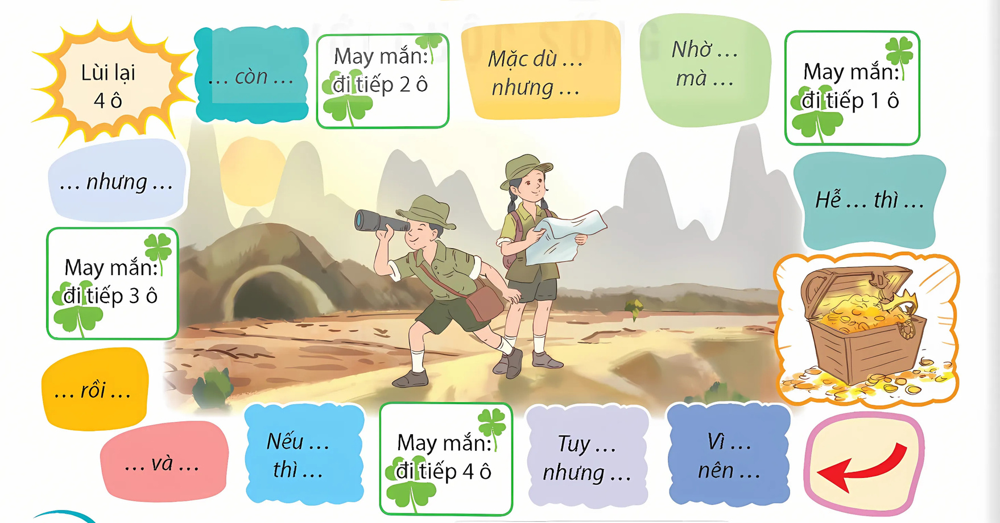 Lùi lại
4 ô
... còn ...
May mắn:
đi tiếp 2 ô
Mặc dù ...
nhưng ...
Nhờ ...
mà ...
May mắn:
đi tiếp 1 ô
... nhưng ...
Hễ ... thì ...
May mắn:
đi tiếp 3 ô
... rồi ...
... và ...
Nếu ...
thì ...
May mắn:
đi tiếp 4 ô
Tuy ...
nhưng ...
Vì ...
nên ...